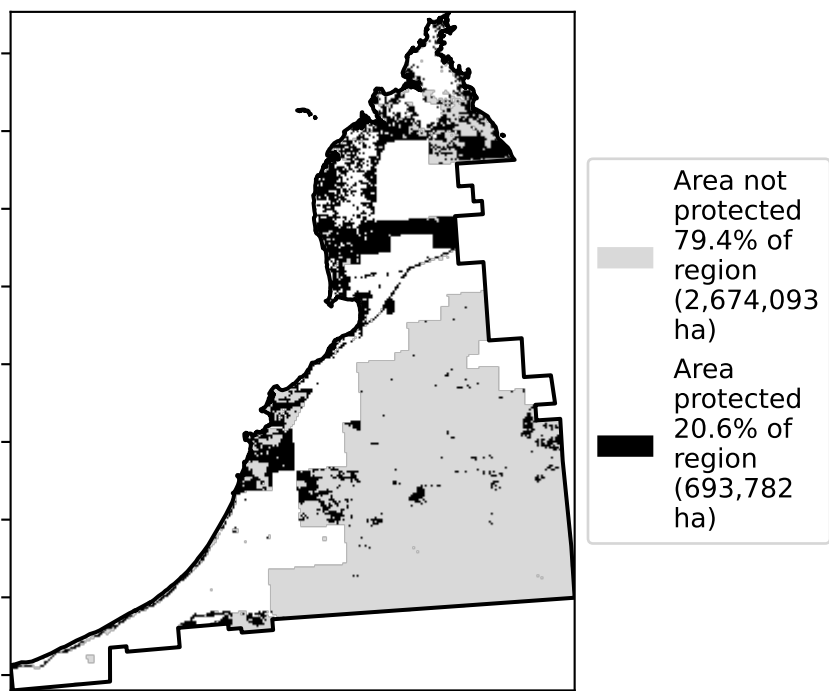 Area not
protected
79.4% of
region
(2,674,093
ha)
Area
protected
20.6% of
region
(693,782
ha)